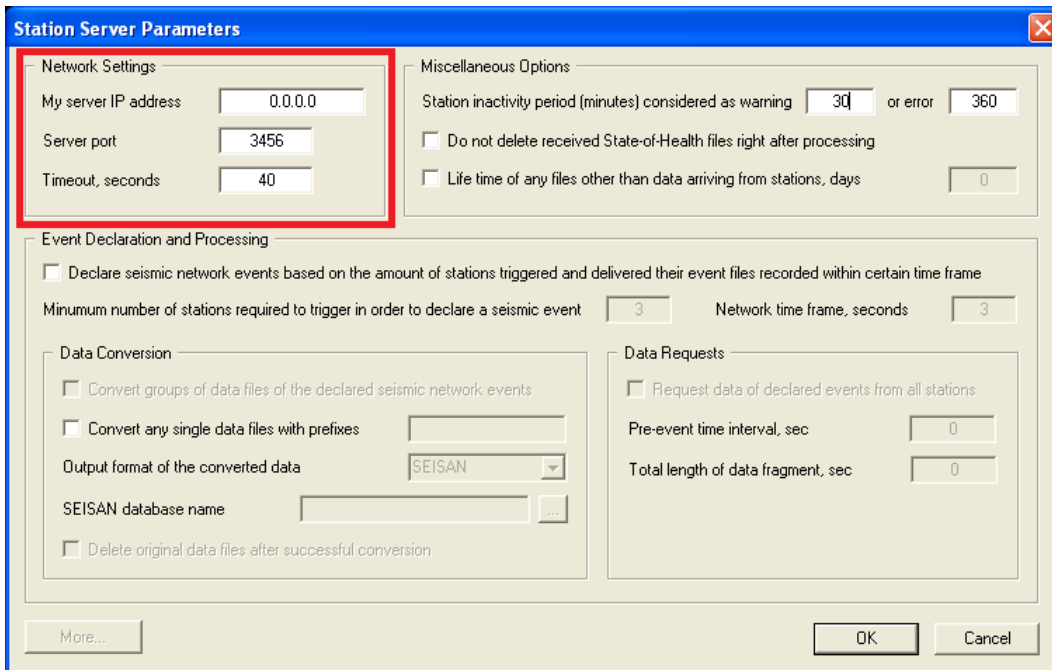 Station Server Parameters
Network Settings
My server IP address 0.0.0.0
Server port 3456
Timeout, seconds 40
Miscellaneous Options
Station inactivity period (minutes) considered as warning 30 or error 360
Do not delete received State-of-Health files right after processing
Life time of any files other than data arriving from stations, days 0
Event Declaration and Processing
Declare seismic network events based on the amount of stations triggered and delivered their event files recorded within certain time frame
Minumum number of stations required to trigger in order to declare a seismic event 3 Network time frame, seconds 3
Data Conversion
Convert groups of data files of the declared seismic network events
Convert any single data files with prefixes
Output format of the converted data SEISAN
SEISAN database name ...
Delete original data files after successful conversion
Data Requests
Request data of declared events from all stations
Pre-event time interval, sec 0
Total length of data fragment, sec 0
More... OK Cancel